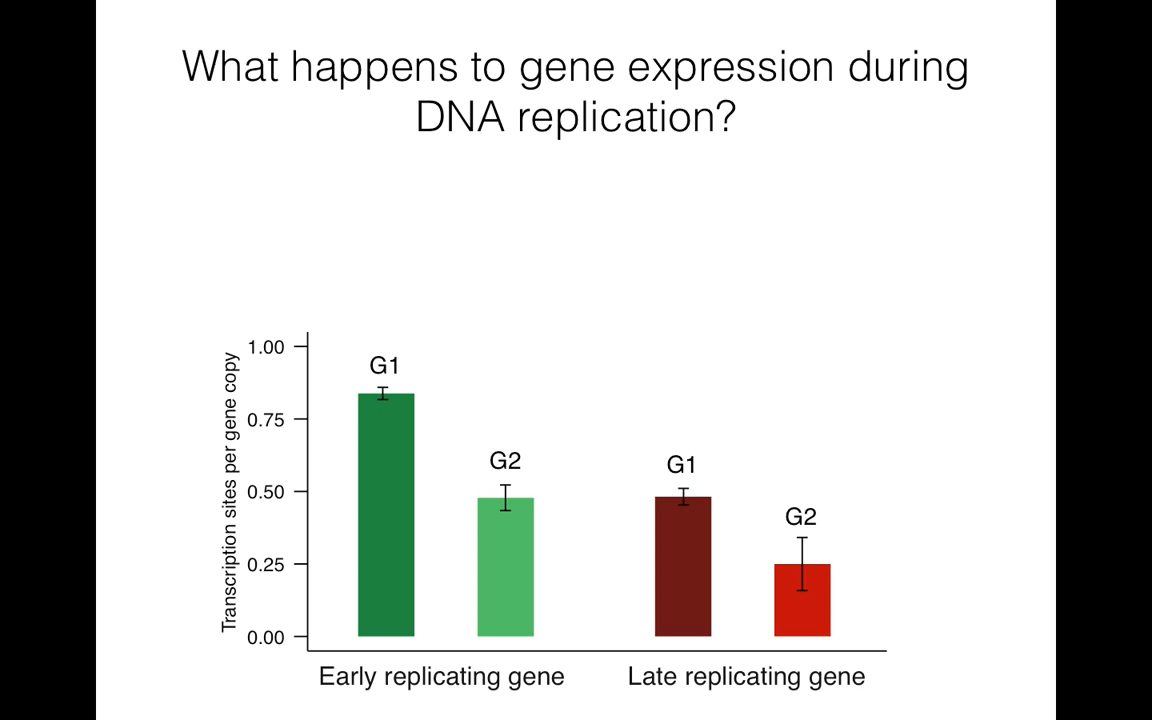 What happens to gene expression during
DNA replication?
Transcription sites per gene copy
1.00
0.75
0.50
0.25
0.00
G1
G2
G1
G2
Early replicating gene
Late replicating gene